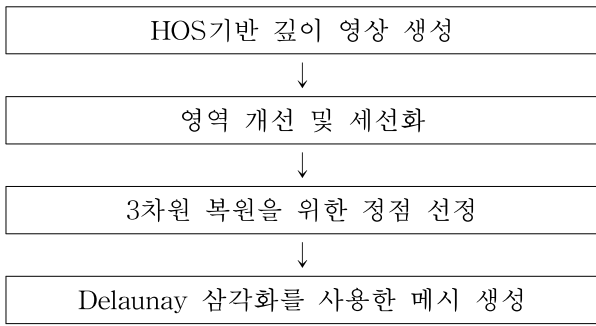 HOS기반 깊이 영상 생성
영역 개선 및 세선화
3차원 복원을 위한 정점 선정
Delaunay 삼각화를 사용한 메시 생성